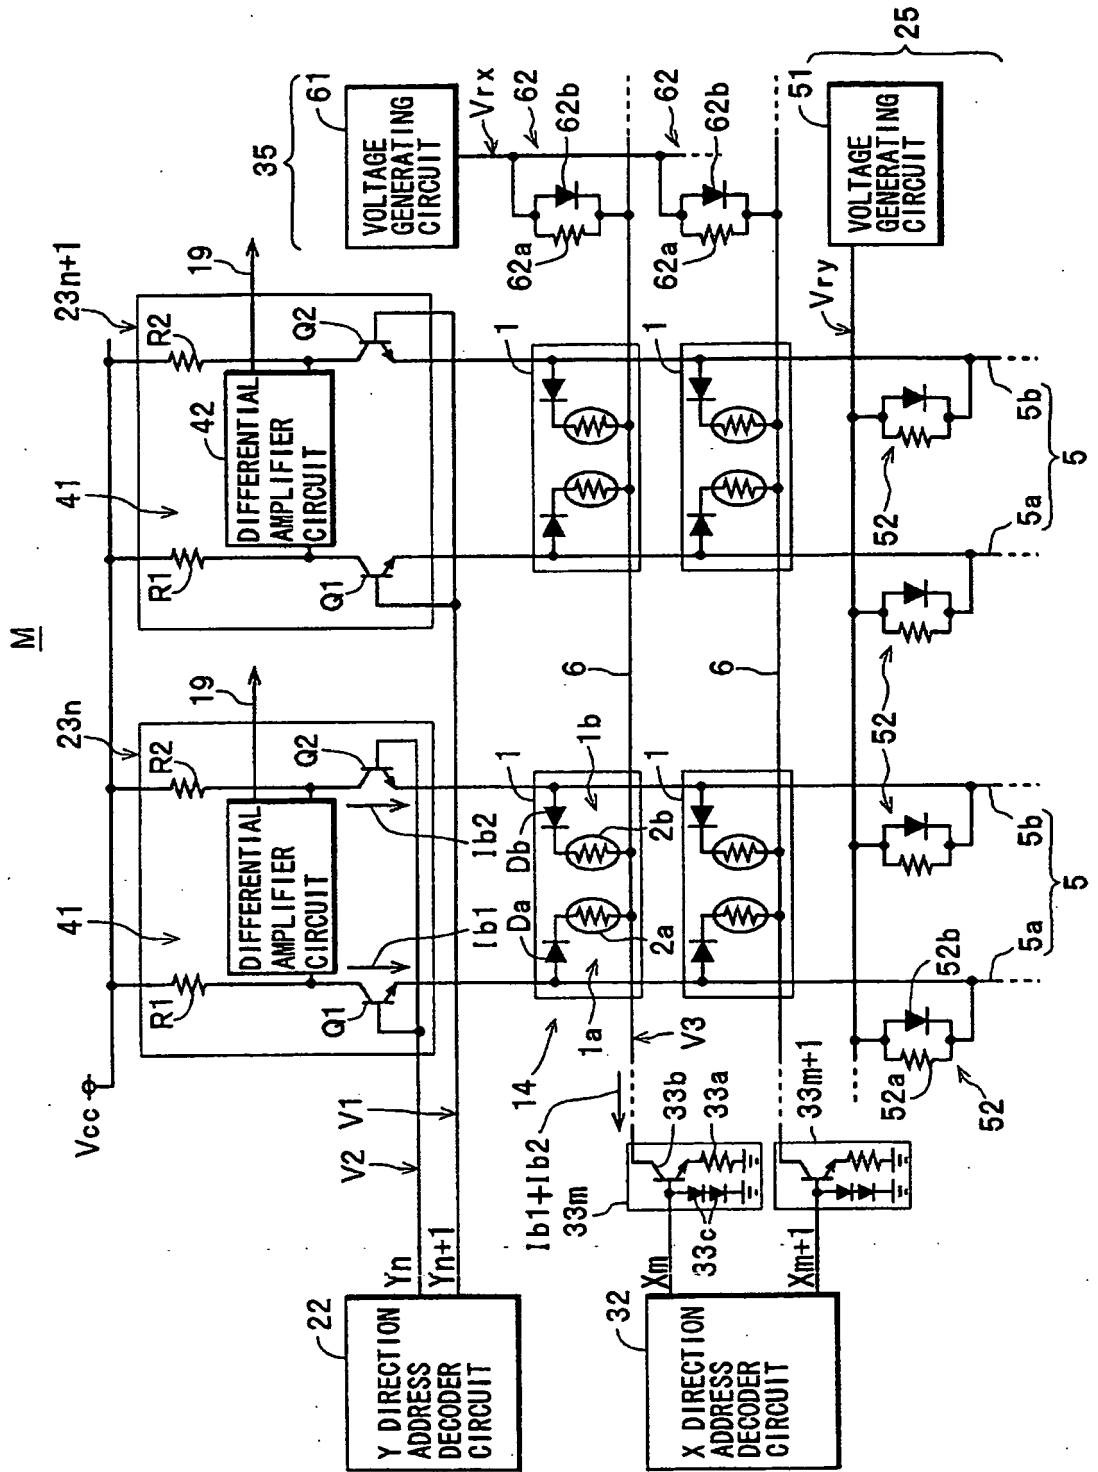 M
Vcc
23n
23n+1
R1
41
R2
19
R1
41
R2
19
35
DIFFERENTIAL
AMPLIFIER
CIRCUIT
42
DIFFERENTIAL
AMPLIFIER
CIRCUIT
61
VOLTAGE
GENERATING
CIRCUIT
Q1
Q2
Q1
Q2
Ib1
Ib2
22
Y DIRECTION
ADDRESS
DECODER
CIRCUIT
Yn
Yn+1
V2
V1
Vrx
62
62a
62b
62
62a
62b
14
1
1a
Da
Db
1b
2a
2b
1
1
1
6
6
V3
Ib1+Ib2
33m
33b
33a
33c
33m+1
32
X DIRECTION
ADDRESS
DECODER
CIRCUIT
Xm
Xm+1
Vry
51
VOLTAGE
GENERATING
CIRCUIT
25
52a
52b
52
52
52
5a
5b
5
5a
5b
5